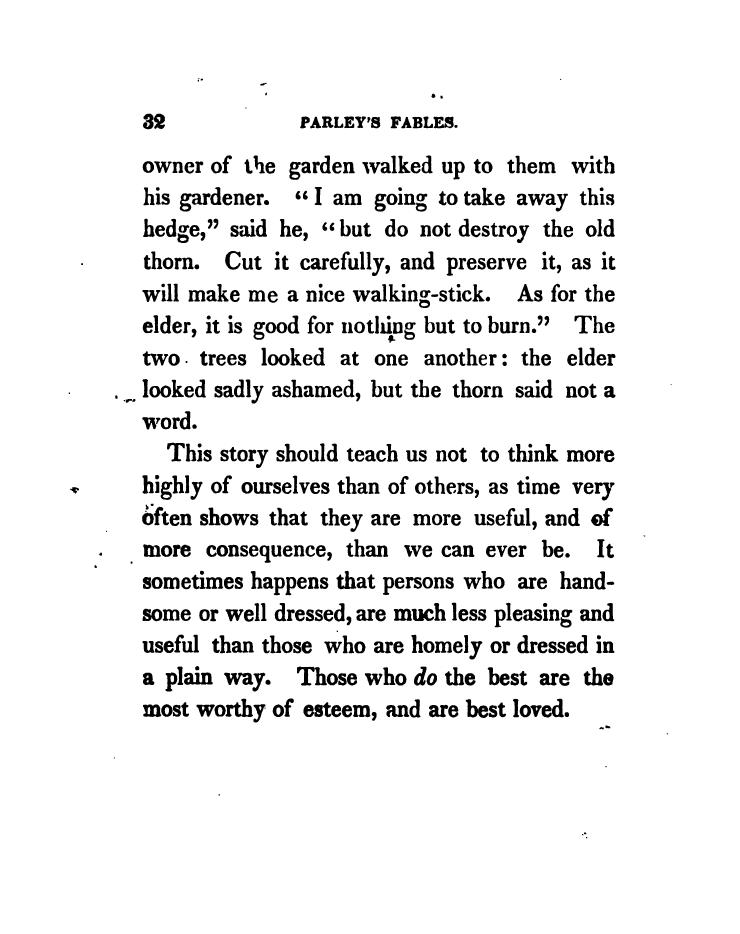 32 PARLEY'S FABLES.
owner of the garden walked up to them with
his gardener. “I am going to take away this
hedge,” said he, “but do not destroy the old
thorn. Cut it carefully, and preserve it, as it
will make me a nice walking-stick. As for the
elder, it is good for nothing but to burn.” The
two trees looked at one another: the elder
looked sadly ashamed, but the thorn said not a
word.
This story should teach us not to think more
highly of ourselves than of others, as time very
often shows that they are more useful, and of
more consequence, than we can ever be. It
sometimes happens that persons who are hand-
some or well dressed, are much less pleasing and
useful than those who are homely or dressed in
a plain way. Those who do the best are the
most worthy of esteem, and are best loved.